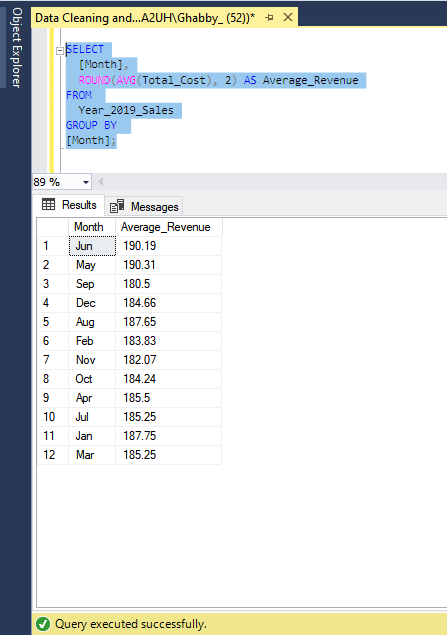 Object Explorer
Data Cleaning and...A2UH\Ghabby_ (52))*
SELECT
[Month],
ROUND(AVG(Total_Cost), 2) AS Average_Revenue
FROM
Year_2019_Sales
GROUP BY
[Month];
89 %
Results Messages
Month Average_Revenue
1 Jun 190.19
2 May 190.31
3 Sep 180.5
4 Dec 184.66
5 Aug 187.65
6 Feb 183.83
7 Nov 182.07
8 Oct 184.24
9 Apr 185.5
10 Jul 185.25
11 Jan 187.75
12 Mar 185.25
Query executed successfully.